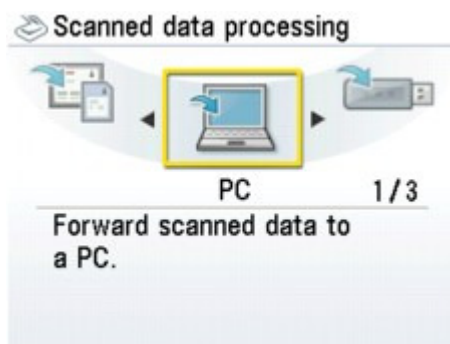 Scanned data processing
PC 1/3
Forward scanned data to
a PC.